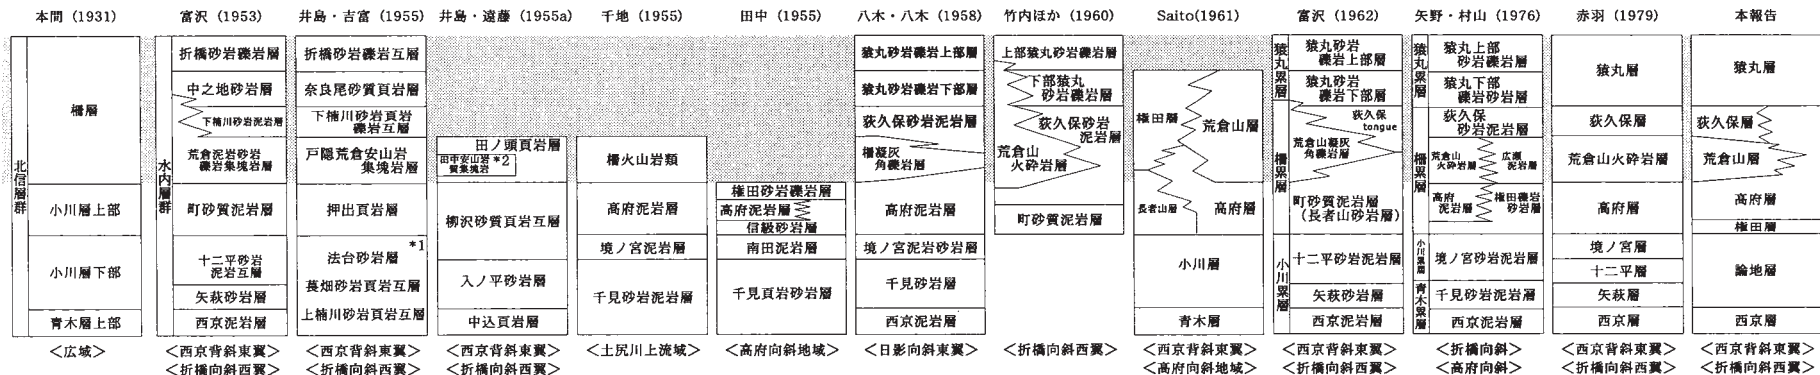 本間 (1931)
北信層群
柵層
小川層上部
小川層下部
青木層上部
<広域>
富沢 (1953)
水内層群
折橋砂岩礫岩層
中之地砂岩層
下楠川砂岩泥岩層
荒倉泥岩砂岩
礫岩集塊岩層
町砂質泥岩層
十二平砂岩
泥岩互層
矢萩砂岩層
西京泥岩層
<西京背斜東翼>
<折橋向斜西翼>
井島・吉富 (1955)
折橋砂岩礫岩互層
奈良尾砂質頁岩層
下楠川砂岩頁岩
礫岩互層
戸隠荒倉安山岩
集塊岩層
押出頁岩層
*1
法台砂岩層
蓑畑砂岩頁岩互層
上楠川砂岩頁岩互層
<西京背斜東翼>
<折橋向斜西翼>
井島・遠藤 (1955a)
田ノ頭頁岩層
田中安山岩
質集塊岩
*2
柳沢砂質頁岩互層
入ノ平砂岩層
中込頁岩層
<西京背斜東翼>
<折橋向斜西翼>
千地 (1955)
柵火山岩類
高府泥岩層
境ノ宮泥岩層
千見砂岩泥岩層
<土尻川上流域>
田中 (1955)
権田砂岩礫岩層
高府泥岩層
信級砂岩層
南田泥岩層
千見頁岩砂岩層
<高府向斜地域>
八木・八木 (1958)
猿丸砂岩礫岩上部層
猿丸砂岩礫岩下部層
荻久保砂岩泥岩層
柵凝灰
角礫岩層
高府泥岩層
境ノ宮泥岩砂岩層
千見砂岩層
西京泥岩層
<日影向斜東翼>
竹内ほか (1960)
上部猿丸砂岩礫岩層
下部猿丸
砂岩礫岩層
荻久保砂岩
泥岩層
荒倉山
火砕岩層
町砂質泥岩層
<折橋向斜西翼>
Saito(1961)
権田層
荒倉山層
長者山層
高府層
小川層
青木層
<西京背斜東翼>
<高府向斜地域>
富沢 (1962)
猿丸累層
柵累層
小川累層
猿丸砂岩
礫岩上部層
猿丸砂岩
礫岩下部層
荻久保
tongue
荒倉山凝灰
角礫岩層
町砂質泥岩層
(長者山砂岩層)
十二平砂岩泥岩層
矢萩砂岩層
西京泥岩層
<西京背斜東翼>
<折橋向斜西翼>
矢野・村山 (1976)
猿丸累層
柵累層
小川累層
青木累層
猿丸上部
砂岩礫岩層
猿丸下部
礫岩砂岩層
荻久保
砂岩泥岩層
荒倉山
火砕岩層
広瀬
泥岩層
高府
泥岩層
権田礫岩
砂岩層
境ノ宮砂岩泥岩層
千見砂岩泥岩層
西京泥岩層
<折橋向斜>
<高府向斜>
赤羽 (1979)
猿丸層
荻久保層
荒倉山火砕岩層
高府層
境ノ宮層
十二平層
矢萩層
西京層
<西京背斜東翼>
<折橋向斜西翼>
本報告
猿丸層
荻久保層
荒倉山層
高府層
権田層
論地層
西京層
<西京背斜東翼>
<折橋向斜西翼>